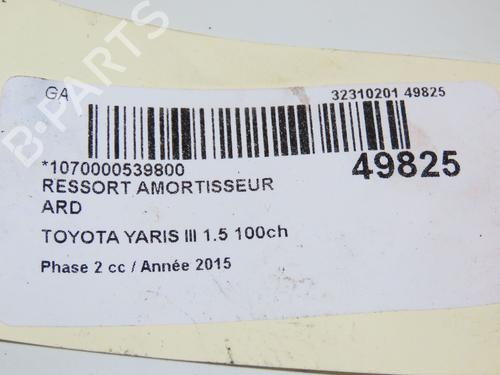 GA
32310201 49825
*1070000539800
49825
RESSORT AMORTISSEUR
ARD
TOYOTA YARIS III 1.5 100ch
Phase 2 cc / Année 2015
B-PARTS